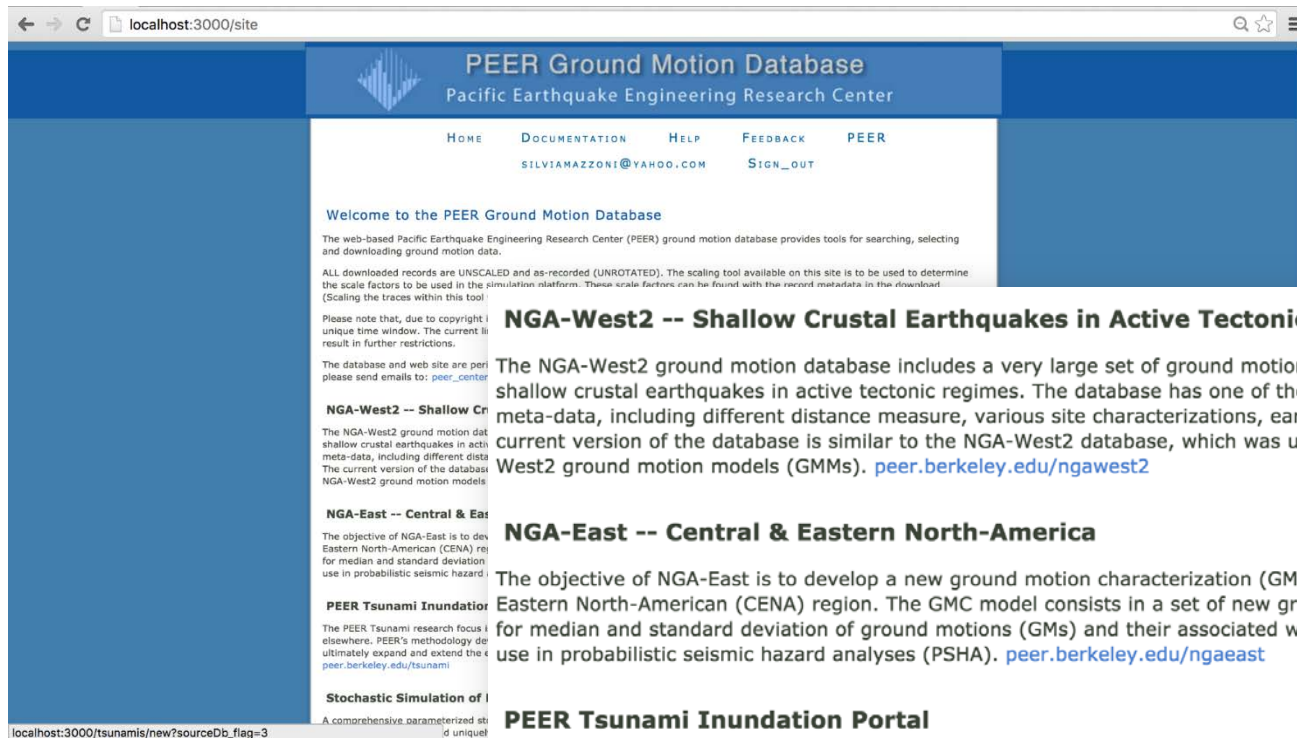 localhost:3000/site
PEER Ground Motion Database
Pacific Earthquake Engineering Research Center
HOME DOCUMENTATION HELP FEEDBACK PEER
SILVIAMAZZONI@YAHOO.COM SIGN_OUT
Welcome to the PEER Ground Motion Database
The web-based Pacific Earthquake Engineering Research Center (PEER) ground motion database provides tools for searching, selecting
and downloading ground motion data.
ALL downloaded records are UNSCALED and as-recorded (UNROTATED). The scaling tool available on this site is to be used to determine
the scale factors to be used in the simulation platform. These scale factors can be found with the record metadata in the download
(Scaling the traces within this tool
Please note that, due to copyright
unique time window. The current
result in further restrictions.
The database and web site are
please send emails to: peer_center
NGA-West2 -- Shallow
The NGA-West2 ground motion
shallow crustal earthquakes in
meta-data, including different
The current version of the database
NGA-West2 ground motion models
NGA-East -- Central &
The objective of NGA-East is to
Eastern North-American (CENA)
for median and standard deviation
use in probabilistic seismic hazard
PEER Tsunami Inundation
The PEER Tsunami research focus
elsewhere. PEER's methodology
ultimately expand and extend the
peer.berkeley.edu/tsunami
Stochastic Simulation of
A comprehensive parameterized
localhost:3000/tsunamis/new?sourceDb_flag=3
NGA-West2 -- Shallow Crustal Earthquakes in Active
The NGA-West2 ground motion database includes a very large set of ground
shallow crustal earthquakes in active tectonic regimes. The database has one of
meta-data, including different distance measure, various site characterizations,
current version of the database is similar to the NGA-West2 database, which was
West2 ground motion models (GMMs). peer.berkeley.edu/ngawest2
NGA-East -- Central & Eastern North-America
The objective of NGA-East is to develop a new ground motion characterization
Eastern North-American (CENA) region. The GMC model consists in a set of new
for median and standard deviation of ground motions (GMs) and their associated
use in probabilistic seismic hazard analyses (PSHA). peer.berkeley.edu/ngaeast
PEER Tsunami Inundation Portal